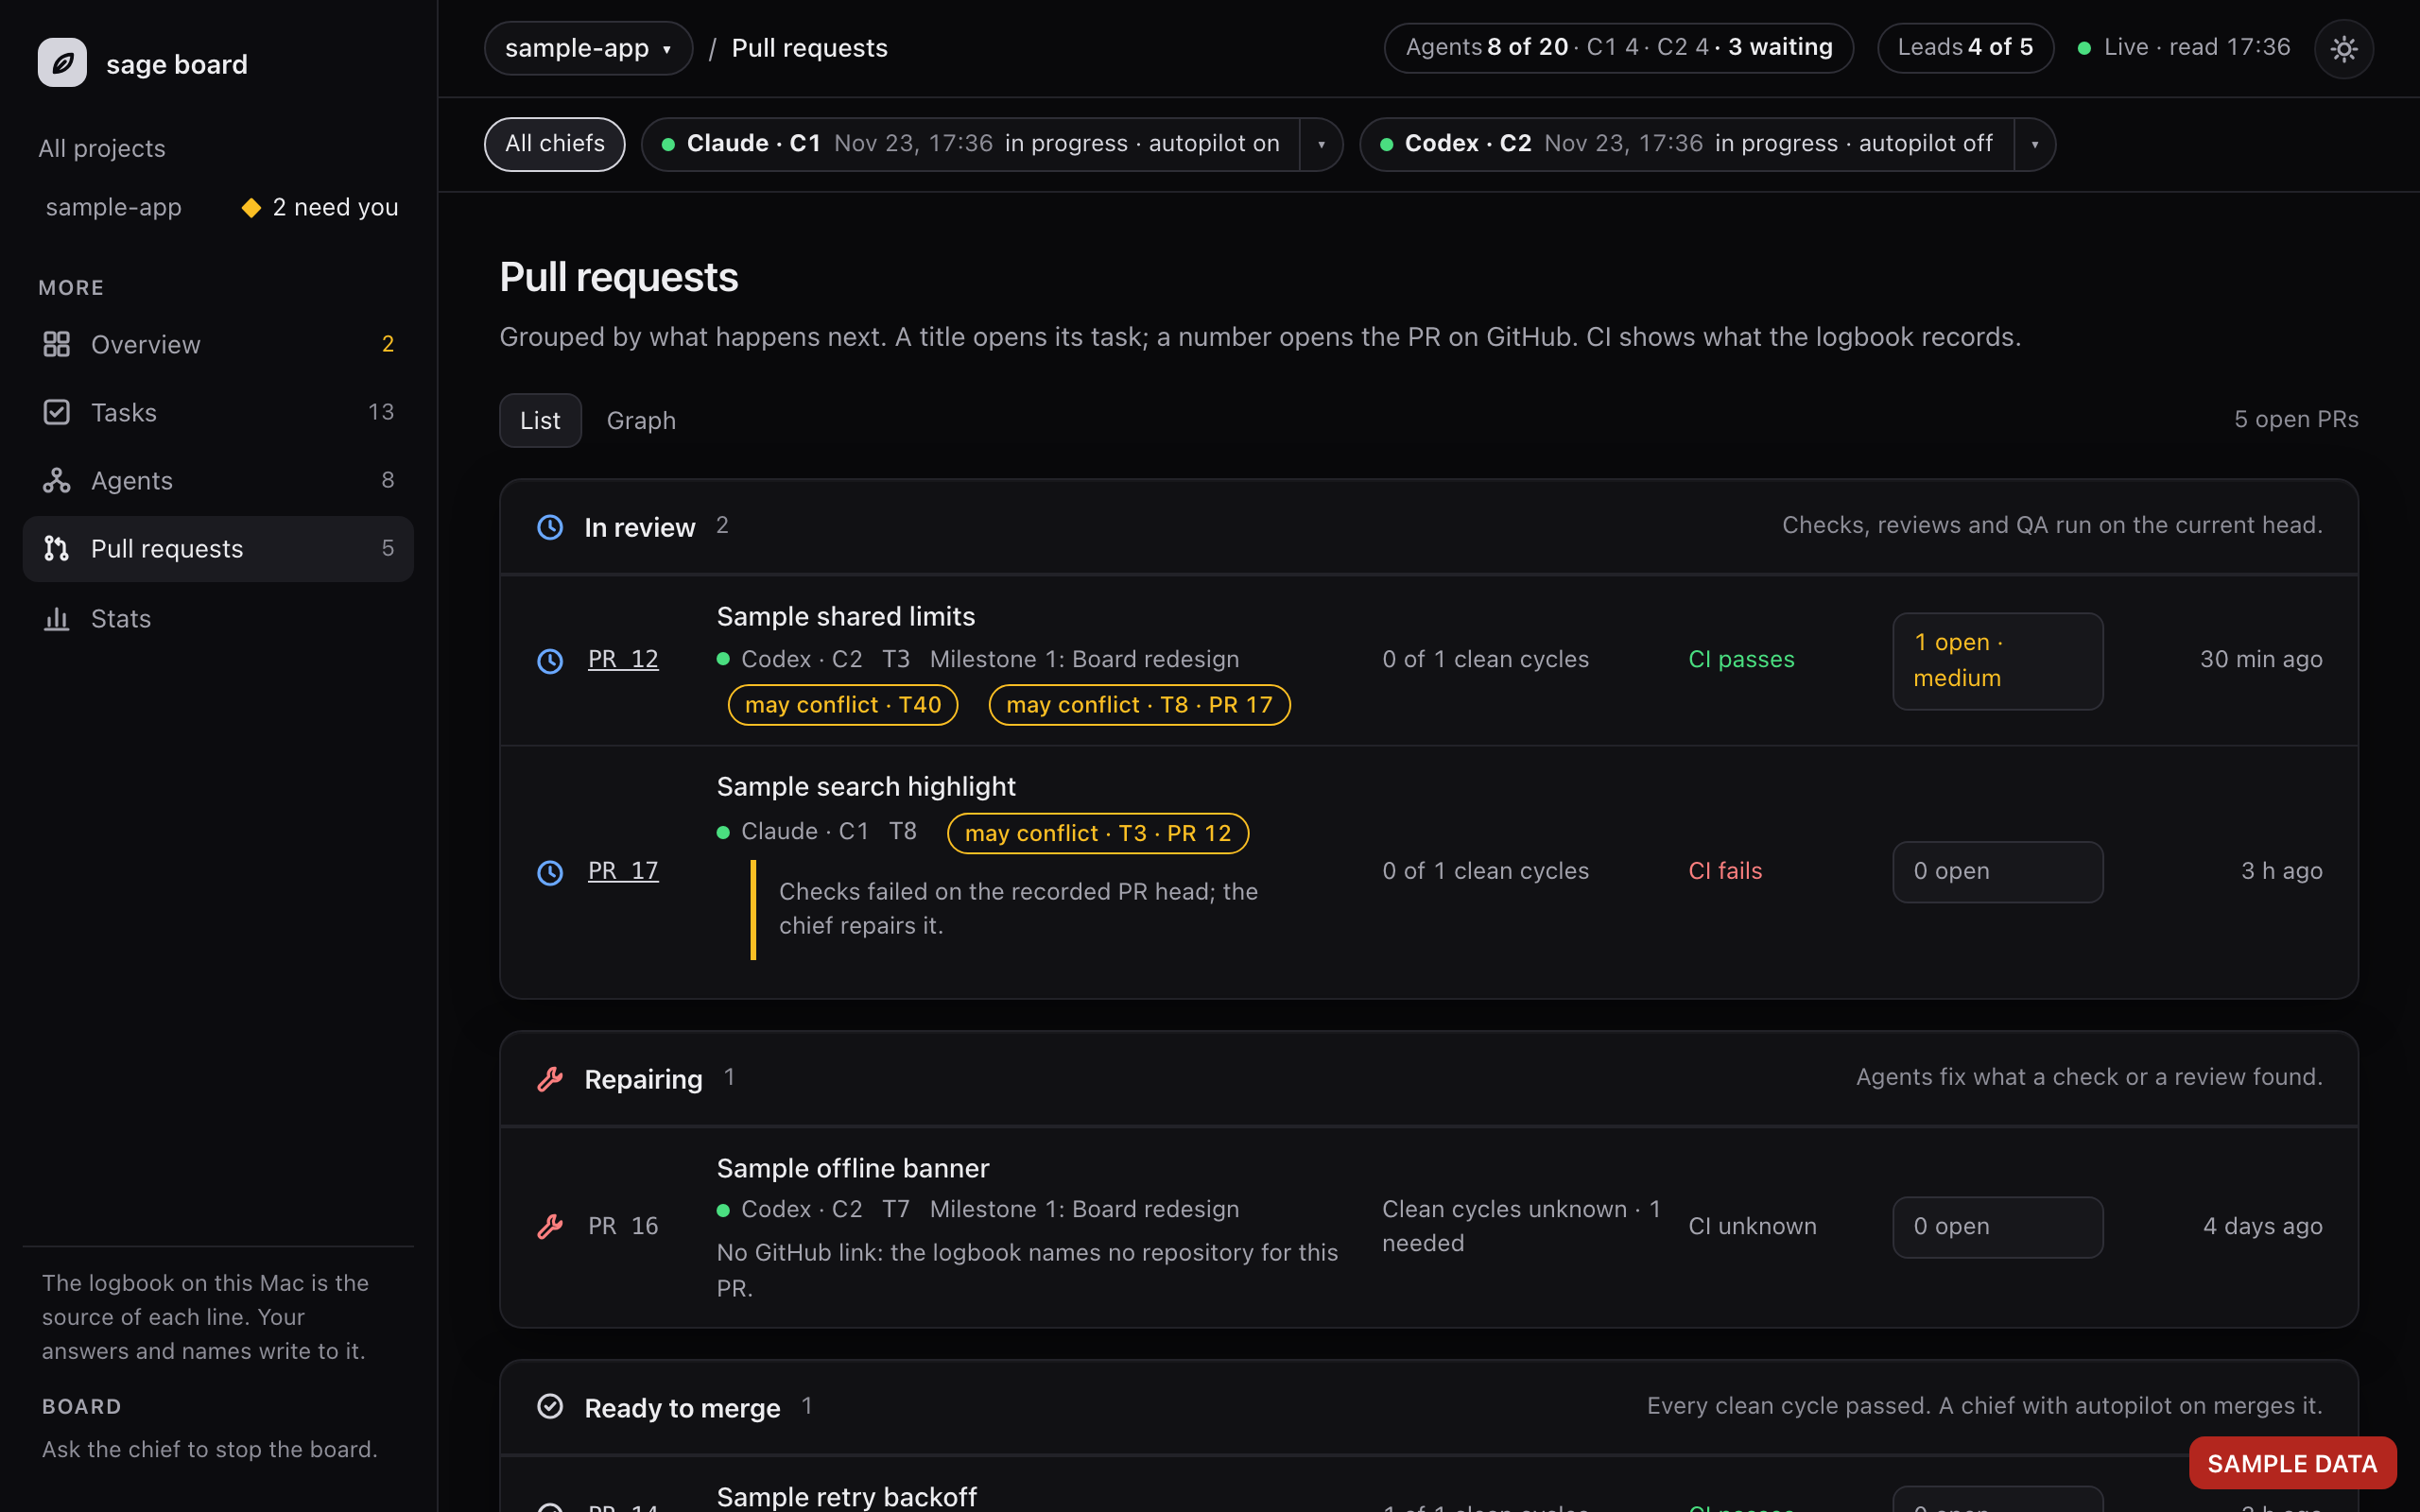 sage board
All projects
sample-app 2 need you
MORE
Overview 2
Tasks 13
Agents 8
Pull requests 5
Stats
The logbook on this Mac is the
source of each line. Your
answers and names write to it.
BOARD
Ask the chief to stop the board.
sample-app ▾ / Pull requests
Agents 8 of 20 · C1 4 · C2 4 · 3 waiting
Leads 4 of 5
Live · read 17:36
All chiefs
Claude · C1 Nov 23, 17:36 in progress · autopilot on ▾
Codex · C2 Nov 23, 17:36 in progress · autopilot off ▾
Pull requests
Grouped by what happens next. A title opens its task; a number opens the PR on GitHub. CI shows what the logbook records.
List Graph
5 open PRs
In review 2
Checks, reviews and QA run on the current head.
PR 12
Sample shared limits
Codex · C2 T3 Milestone 1: Board redesign
may conflict · T40 may conflict · T8 · PR 17
0 of 1 clean cycles
CI passes
1 open ·
medium
30 min ago
PR 17
Sample search highlight
Claude · C1 T8 may conflict · T3 · PR 12
Checks failed on the recorded PR head; the
chief repairs it.
0 of 1 clean cycles
CI fails
0 open
3 h ago
Repairing 1
Agents fix what a check or a review found.
PR 16
Sample offline banner
Codex · C2 T7 Milestone 1: Board redesign
No GitHub link: the logbook names no repository for this
PR.
Clean cycles unknown · 1
needed
CI unknown
0 open
4 days ago
Ready to merge 1
Every clean cycle passed. A chief with autopilot on merges it.
PR 14
Sample retry backoff
1 of 1 clean cycles
CI passes
0 open
SAMPLE DATA